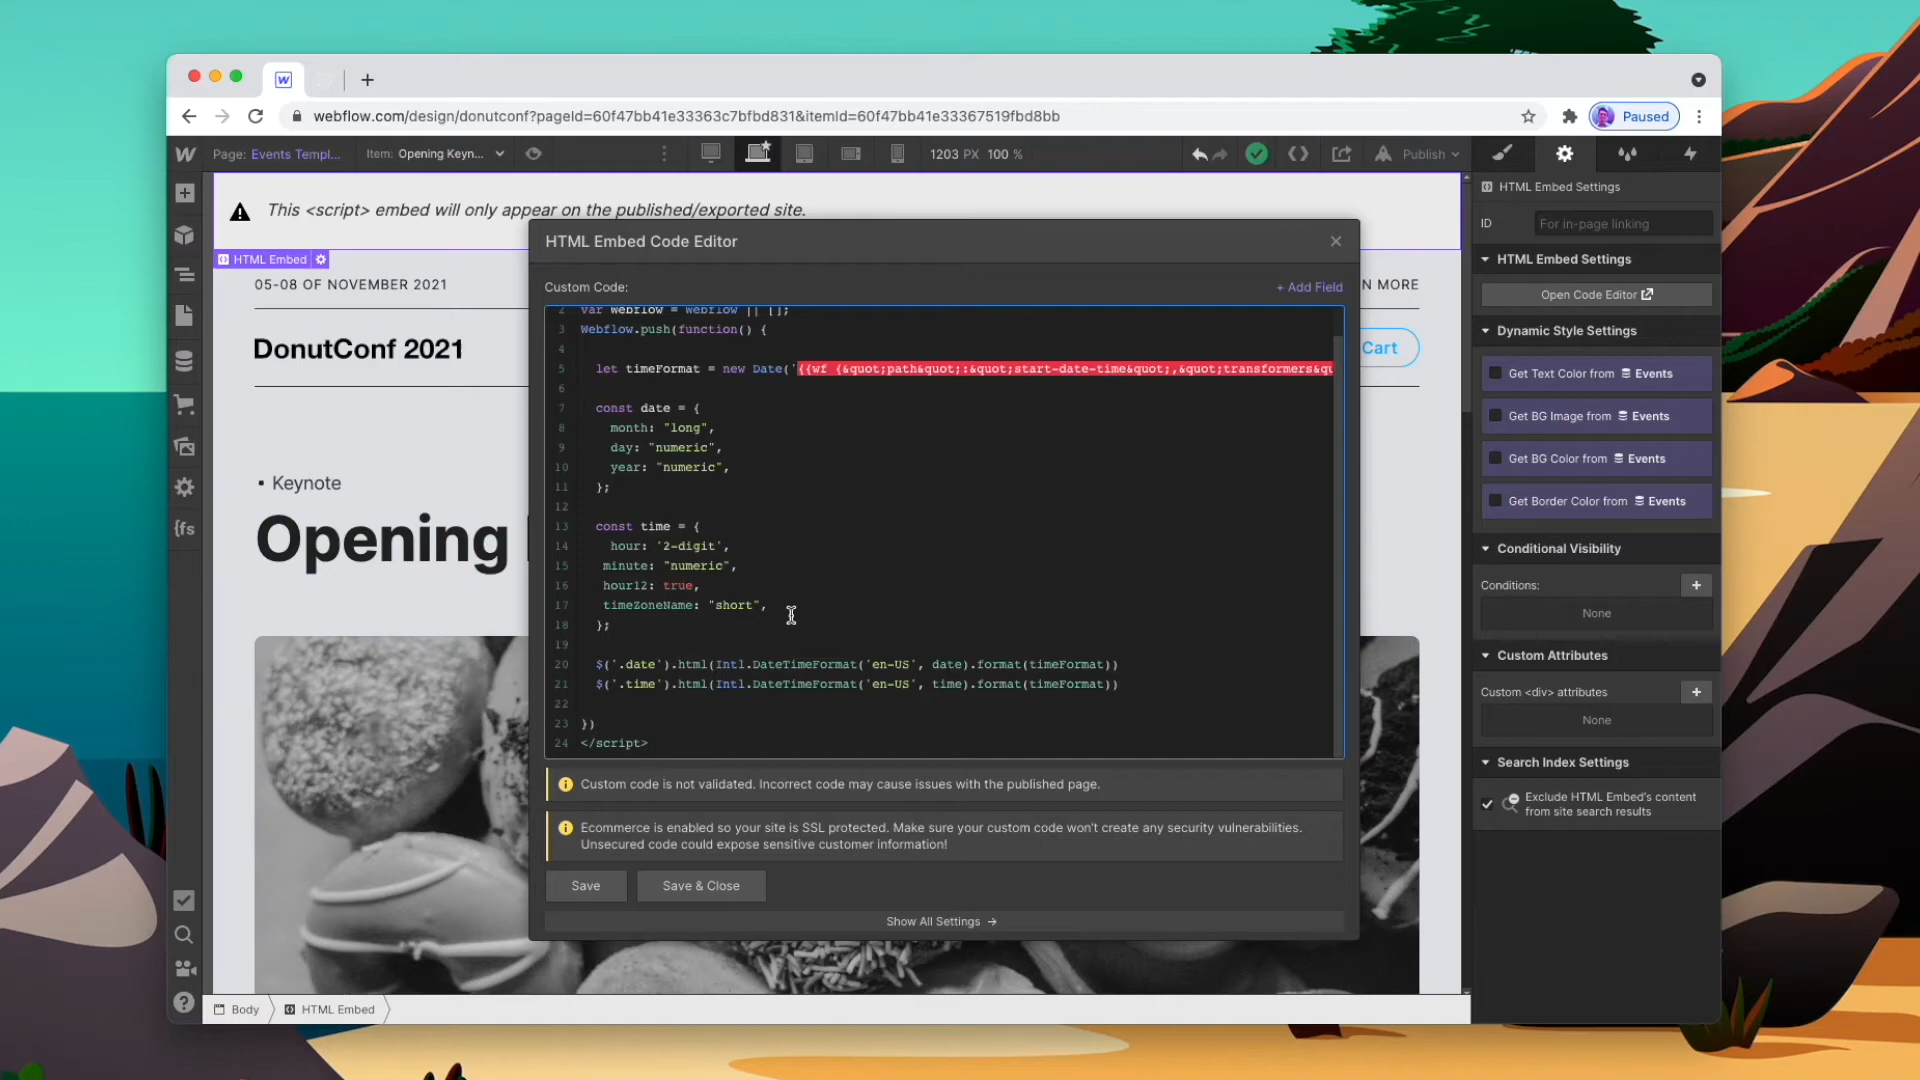 webflow.com/design/donutconf?pageId=60f47bb41e33363c7bfbd831&itemId=60f47bb41e33367519fbd8bb
Paused
Page: Events Templ...
Item: Opening Keyn...
1203 PX 100 %
Publish
This <script> embed will only appear on the published/exported site.
HTML Embed
05-08 OF NOVEMBER 2021
N MORE
DonutConf 2021
Cart
• Keynote
Opening
HTML Embed Code Editor
Custom Code:
+ Add Field
2 var Webflow = Webflow || [];
3 Webflow.push(function() {
4
5 let timeFormat = new Date('{{wf {&quot;path&quot;:&quot;start-date-time&quot;,&quot;transformers&qu
6
7 const date = {
8 month: "long",
9 day: "numeric",
10 year: "numeric",
11 };
12
13 const time = {
14 hour: '2-digit',
15 minute: "numeric",
16 hour12: true,
17 timeZoneName: "short",
18 };
19
20 $('.date').html(Intl.DateTimeFormat('en-US', date).format(timeFormat))
21 $('.time').html(Intl.DateTimeFormat('en-US', time).format(timeFormat))
22
23 })
24 </script>
Custom code is not validated. Incorrect code may cause issues with the published page.
Ecommerce is enabled so your site is SSL protected. Make sure your custom code won't create any security vulnerabilities.
Unsecured code could expose sensitive customer information!
Save
Save & Close
Show All Settings →
HTML Embed Settings
ID
For in-page linking
HTML Embed Settings
Open Code Editor
Dynamic Style Settings
Get Text Color from Events
Get BG Image from Events
Get BG Color from Events
Get Border Color from Events
Conditional Visibility
Conditions:
None
Custom Attributes
Custom <div> attributes
None
Search Index Settings
Exclude HTML Embed's content
from site search results
Body
HTML Embed